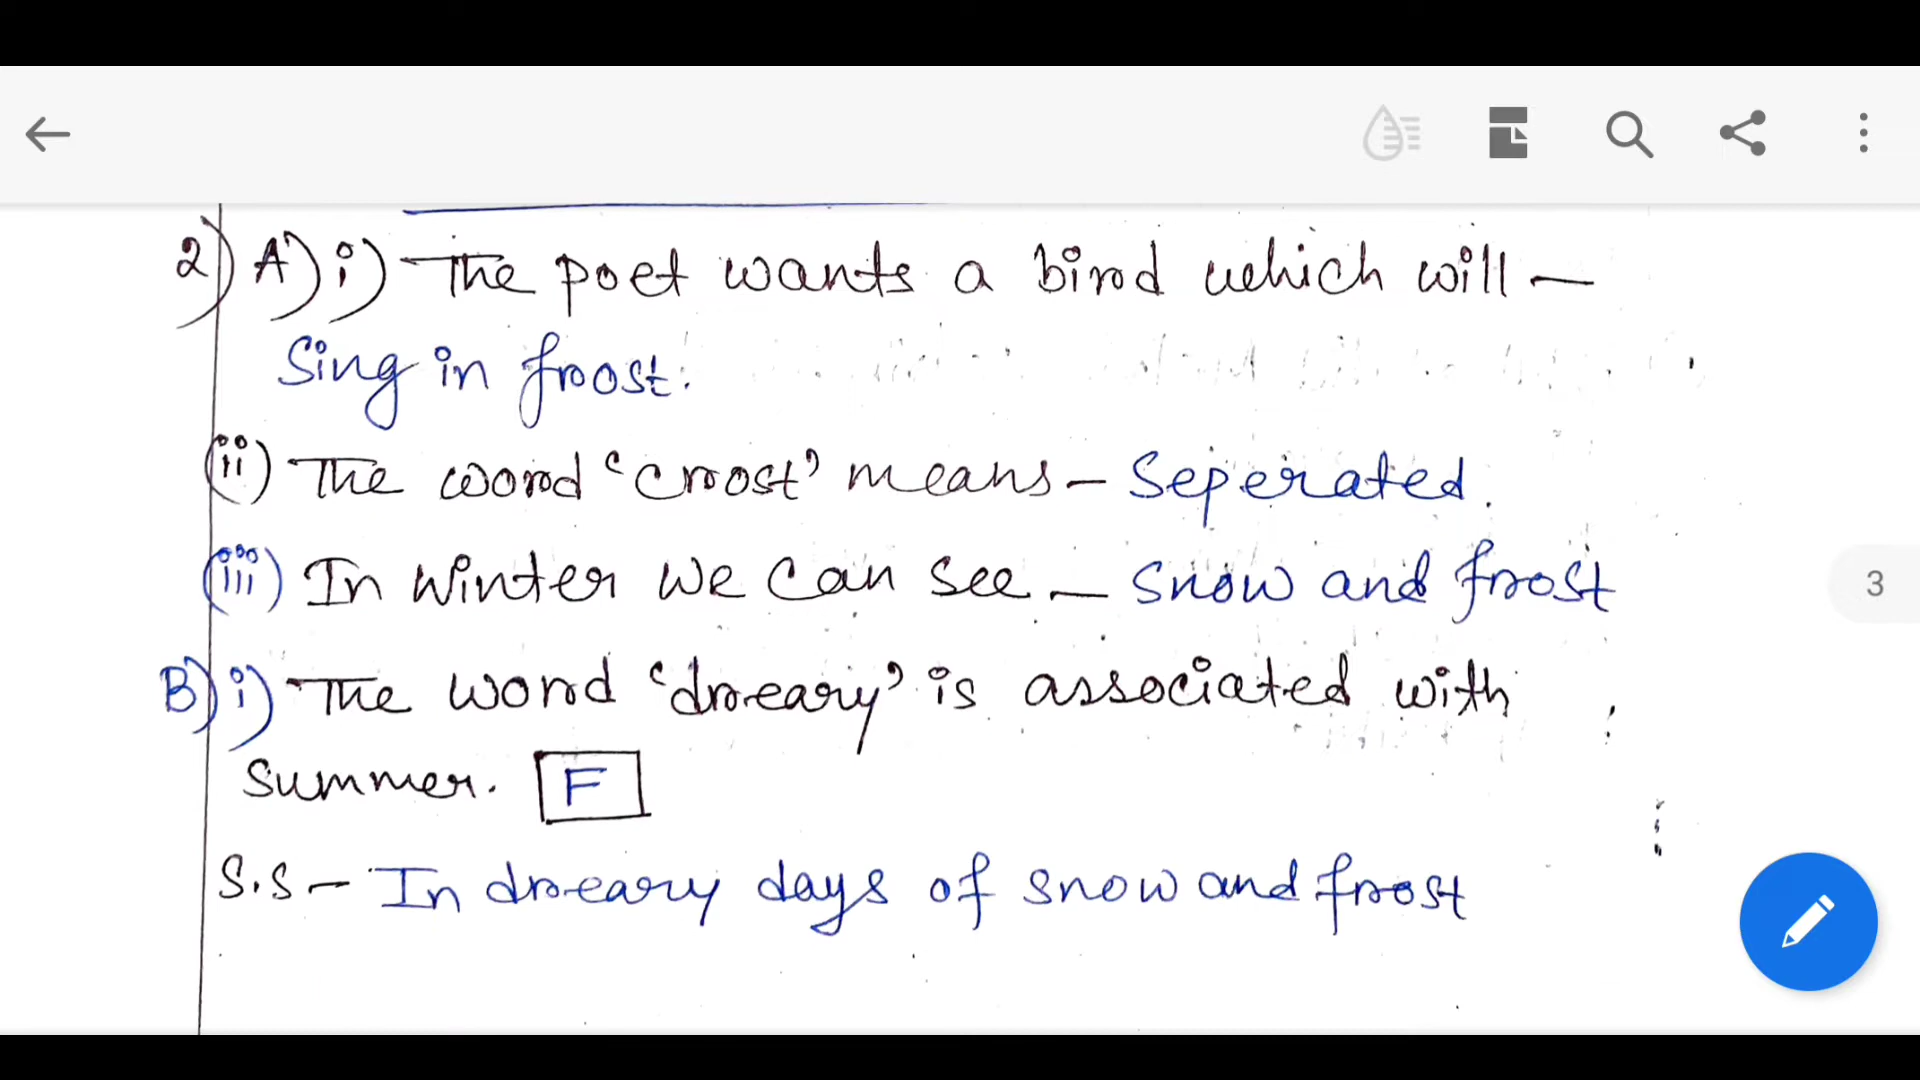 2) A) i) The poet wants a bird which will —
Sing in frost.
(ii) The word 'crost' means – Seperated.
(iii) In winter we can see – snow and frost
3
B) i) The word 'dreary' is associated with
summer. F
S.S – In dreary days of snow and frost